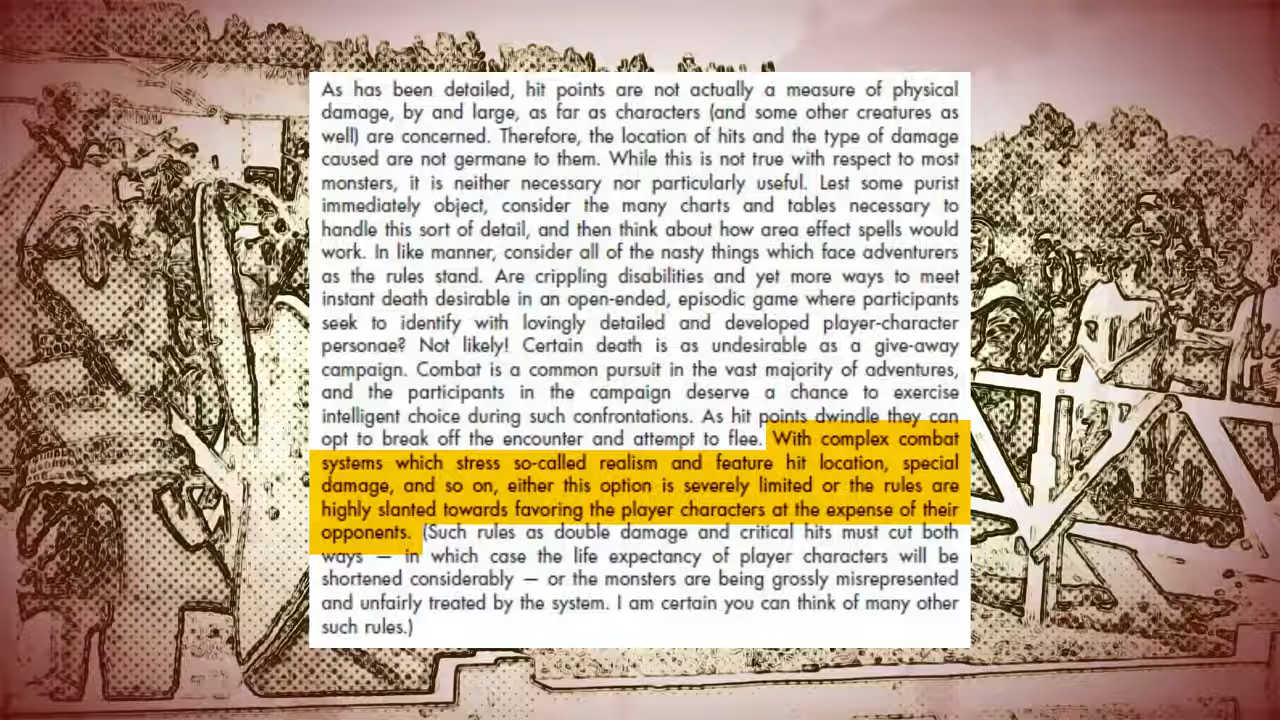 As has been detailed, hit points are not actually a measure of physical
damage, by and large, as far as characters (and some other creatures as
well) are concerned. Therefore, the location of hits and the type of damage
caused are not germane to them. While this is not true with respect to most
monsters, it is neither necessary nor particularly useful. Lest some purist
immediately object, consider the many charts and tables necessary to
handle this sort of detail, and then think about how area effect spells would
work. In like manner, consider all of the nasty things which face adventurers
as the rules stand. Are crippling disabilities and yet more ways to meet
instant death desirable in an open-ended, episodic game where participants
seek to identify with lovingly detailed and developed player-character
personae? Not likely! Certain death is as undesirable as a give-away
campaign. Combat is a common pursuit in the vast majority of adventures,
and the participants in the campaign deserve a chance to exercise
intelligent choice during such confrontations. As hit points dwindle they can
opt to break off the encounter and attempt to flee. With complex combat
systems which stress so-called realism and feature hit location, special
damage, and so on, either this option is severely limited or the rules are
highly slanted towards favoring the player characters at the expense of their
opponents. (Such rules as double damage and critical hits must cut both
ways — in which case the life expectancy of player characters will be
shortened considerably — or the monsters are being grossly misrepresented
and unfairly treated by the system. I am certain you can think of many other
such rules.)